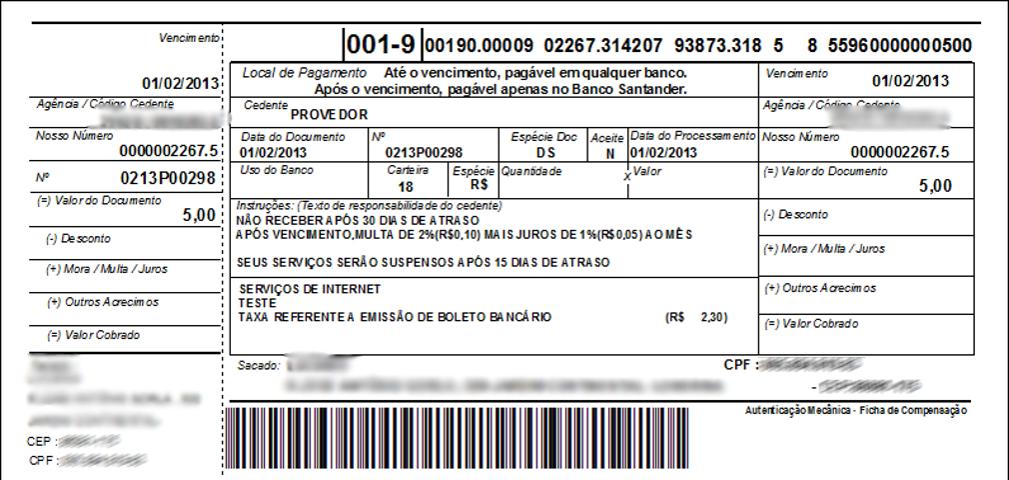 Vencimento
01/02/2013
Agência / Código Cedente
Nosso Número
0000002267.5
Nº 0213P00298
(=) Valor do Documento
5,00
(-) Desconto
(+) Mora / Multa / Juros
(+) Outros Acrecimos
(=) Valor Cobrado
CEP :
CPF :
001-9 00190.00009 02267.314207 93873.318 5 8 55960000000500
Local de Pagamento Até o vencimento, pagável em qualquer banco.
Após o vencimento, pagável apenas no Banco Santander.
Vencimento
01/02/2013
Cedente
PROVEDOR
Agência / Código Cedente
Data do Documento Nº Espécie Doc Aceite Data do Processamento Nosso Número
01/02/2013 0213P00298 DS N 01/02/2013 0000002267.5
Uso do Banco Carteira Espécie Quantidade x Valor (=) Valor do Documento
18 R$ 5,00
Instruções: (Texto de responsabilidade do cedente)
NÃO RECEBER APÓS 30 DIAS DE ATRASO
APÓS VENCIMENTO,MULTA DE 2%(R$0,10) MAIS JUROS DE 1%(R$0,05) AO MÊS
SEUS SERVIÇOS SERÃO SUSPENSOS APÓS 15 DIAS DE ATRASO
(-) Desconto
(+) Mora / Multa / Juros
SERVIÇOS DE INTERNET
TESTE
TAXA REFERENTE A EMISSÃO DE BOLETO BANCÁRIO (R$ 2,30)
(+) Outros Acrecimos
(=) Valor Cobrado
Sacado:
CPF :
-
Autenticação Mecânica - Ficha de Compensação